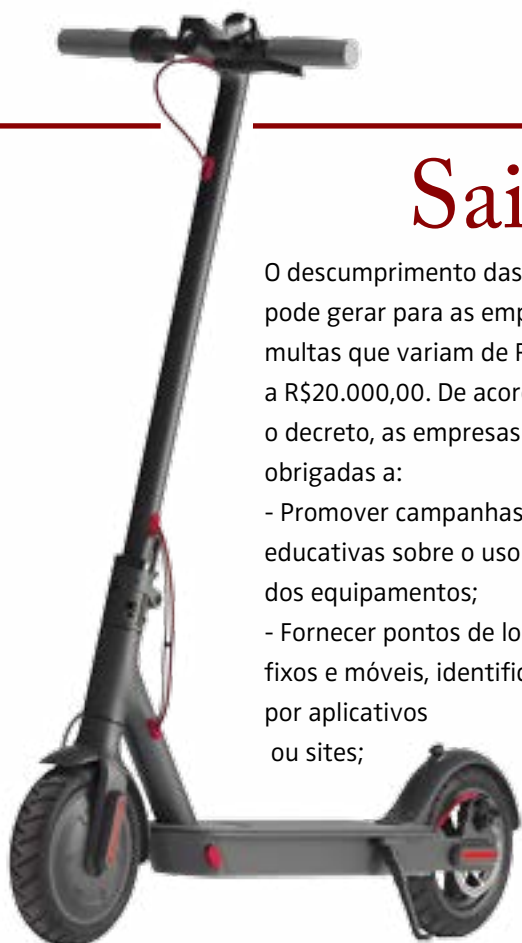 Sai
O descumprimento das
pode gerar para as emp
multas que variam de R
a R$20.000,00. De acor
o decreto, as empresas
obrigadas a:
- Promover campanhas
educativas sobre o uso
dos equipamentos;
- Fornecer pontos de lo
fixos e móveis, identific
por aplicativos
ou sites;